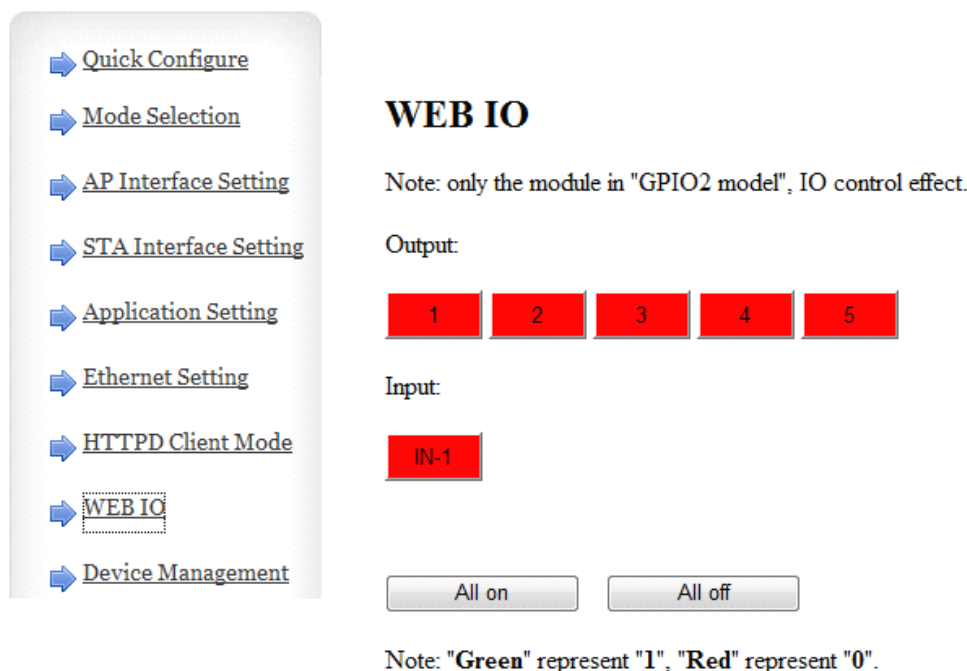 Quick Configure
Mode Selection
AP Interface Setting
STA Interface Setting
Application Setting
Ethernet Setting
HTTPD Client Mode
WEB IO
Device Management
WEB IO
Note: only the module in "GPIO2 model", IO control effect.
Output:
1 2 3 4 5
Input:
IN-1
All on All off
Note: "Green" represent "1", "Red" represent "0".